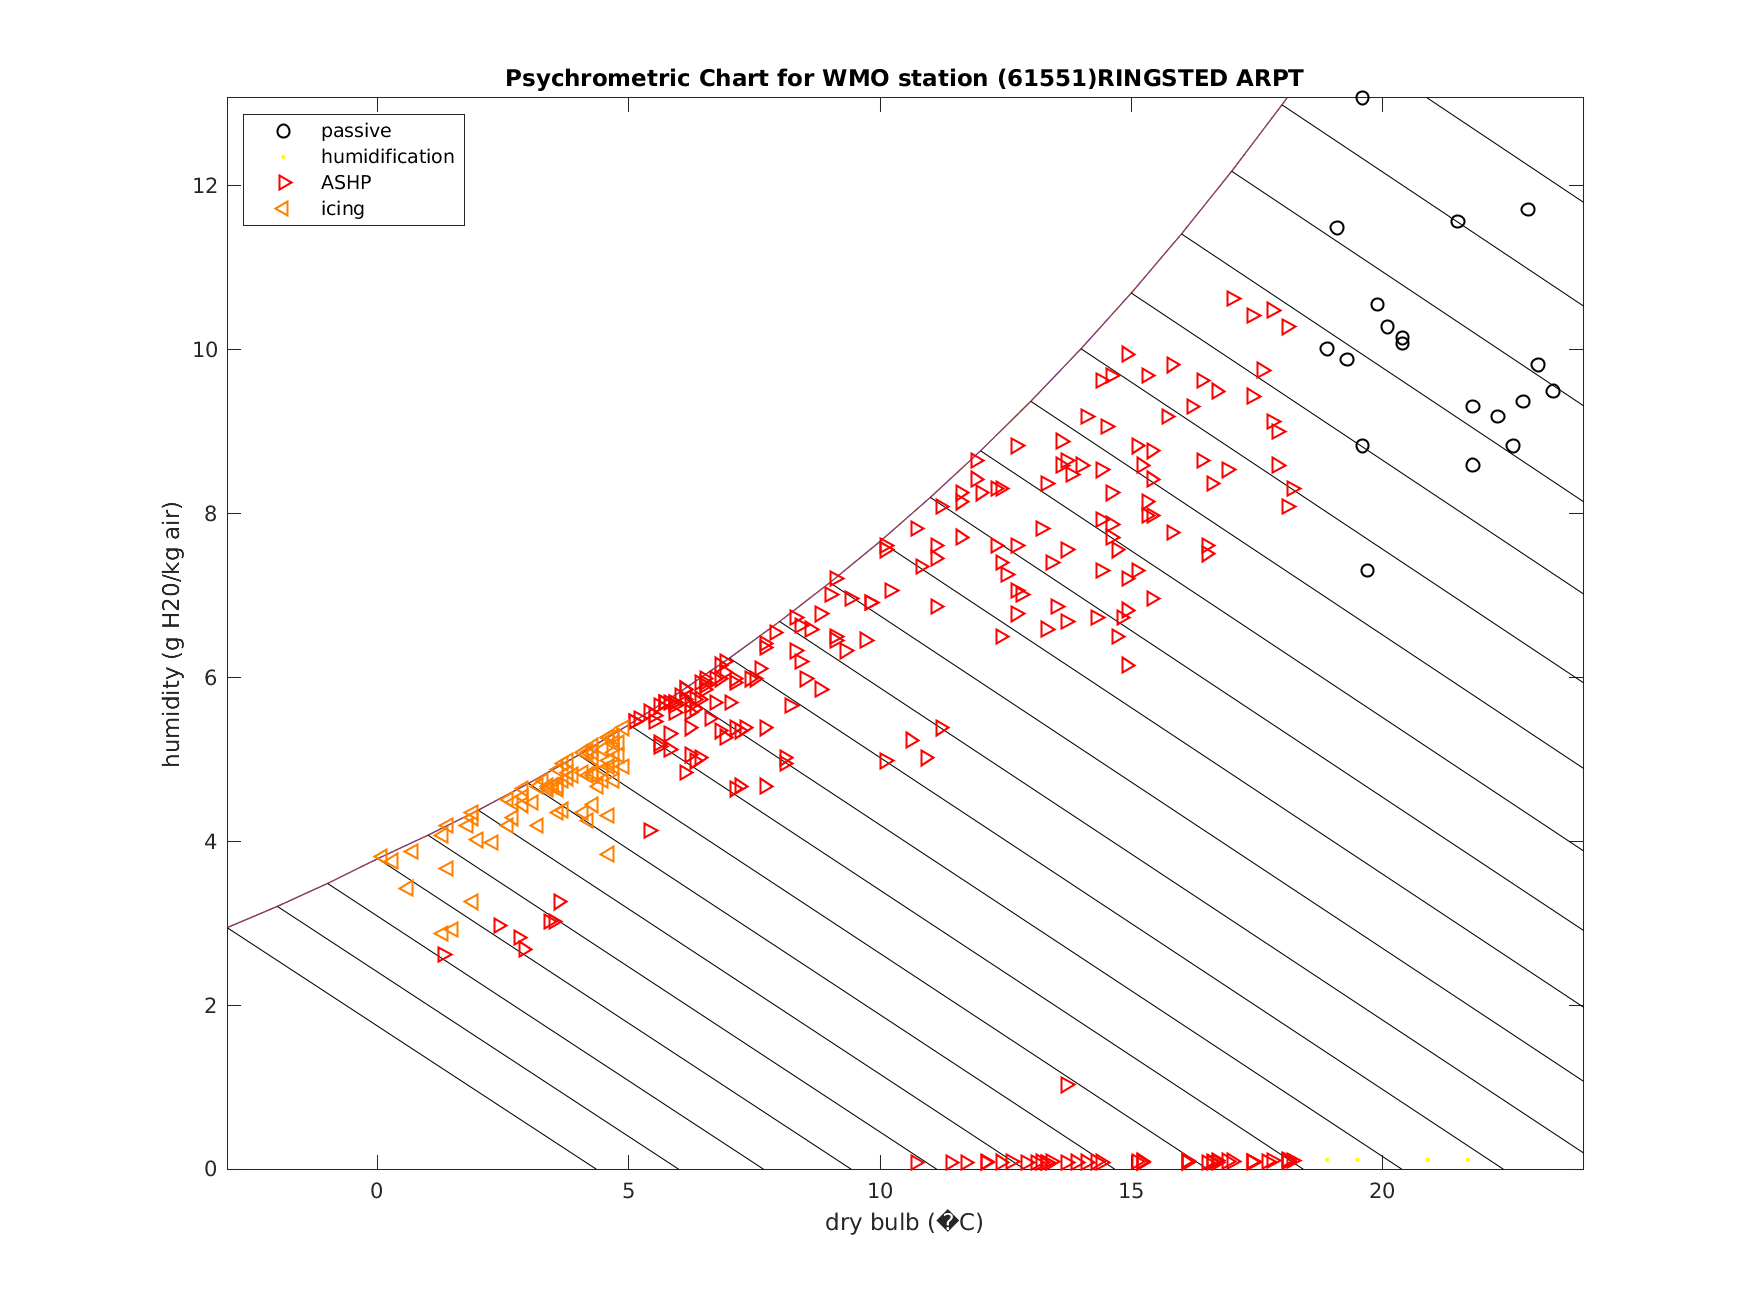 Psychrometric Chart for WMO station (61551)RINGSTED ARPT
passive
humidification
ASHP
icing
humidity (g H20/kg air)
12
10
8
6
4
2
0
0 5 10 15 20
dry bulb (�C)